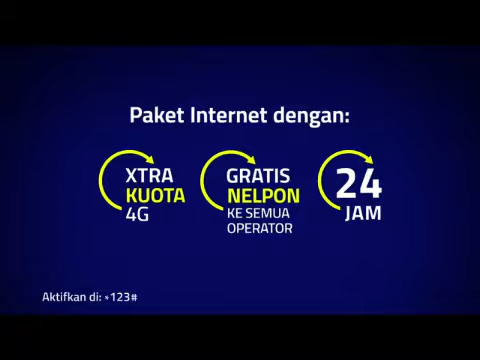 Paket Internet dengan:
XTRA
KUOTA
4G
GRATIS
NELPON
KE SEMUA
OPERATOR
24
JAM
Aktifkan di: *123#